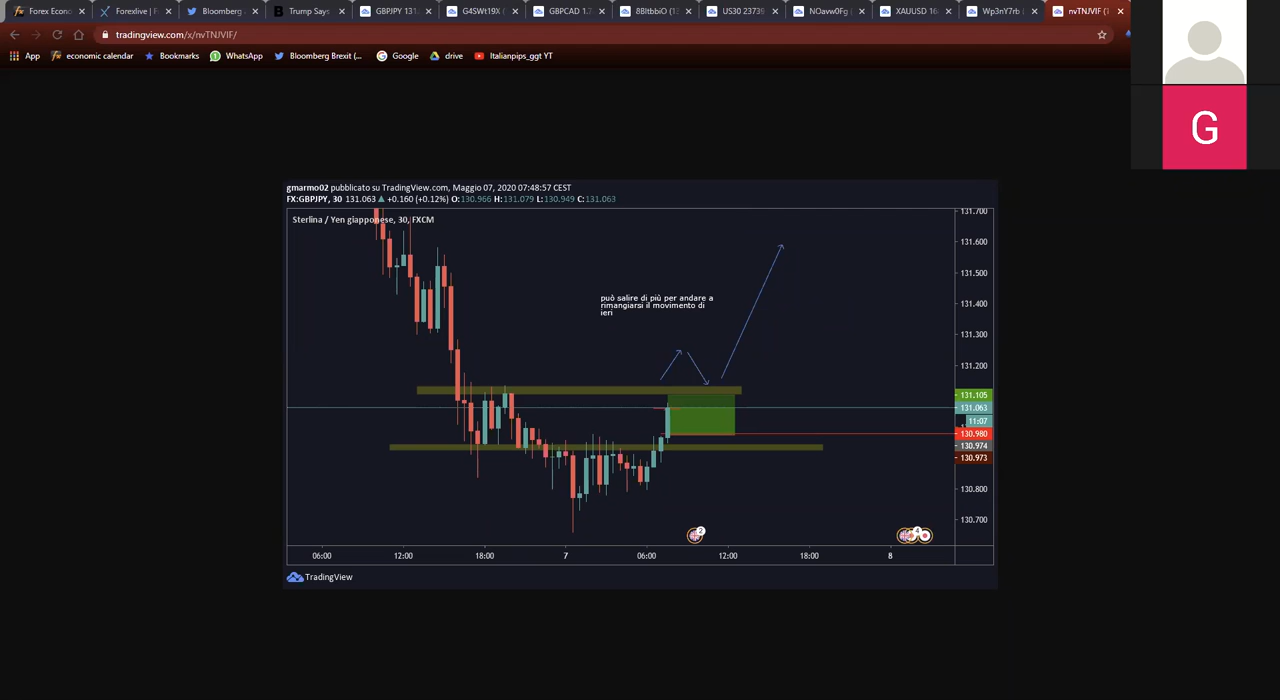 Forex Econo
Forexlive | F
Bloomberg
Trump Says
GBPJPY 131
G4SWt19X (
GBPCAD 1.7
8BItbbiO (1
US30 23739
NOavw0Fg (
XAUUSD 16
Wp3nY7rb (
nvTNJVIF (
tradingview.com/x/nvTNJVIF/
App
economic calendar
Bookmarks
WhatsApp
Bloomberg Brexit (...
Google
drive
Italianpips_ggt YT
G
gmarmo02 pubblicato su TradingView.com, Maggio 07, 2020 07:48:57 CEST
FX:GBPJPY, 30 131.063 ▲ +0.160 (+0.12%) O:130.966 H:131.079 L:130.949 C:131.063
Sterlina / Yen giapponese, 30, FXCM
può salire di più per andare a
rimangiarsi il movimento di
ieri
131.700
131.600
131.500
131.400
131.300
131.200
131.105
131.063
11:07
130.980
130.974
130.973
130.800
130.700
2
4
06:00
12:00
18:00
7
06:00
12:00
18:00
8
TradingView